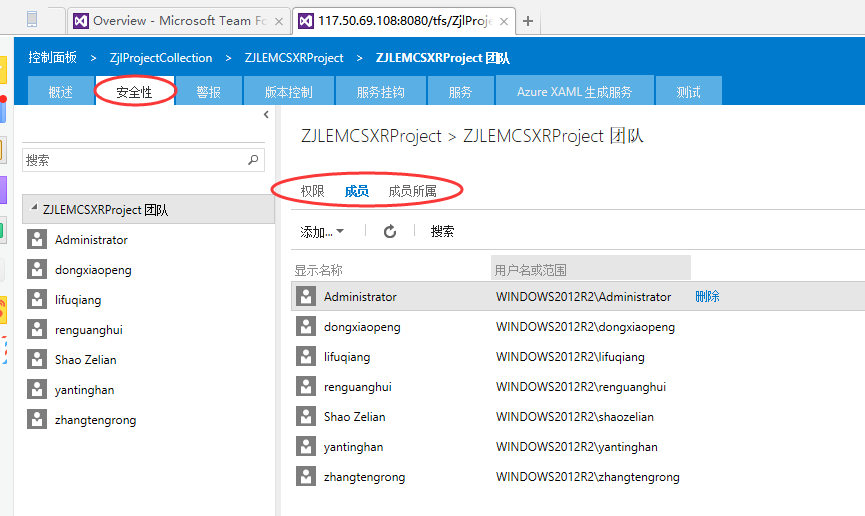 Overview - Microsoft Team Fo
117.50.69.108:8080/tfs/ZjlProje
控制面板 > ZjlProjectCollection > ZJLEMCSXRProject > ZJLEMCSXRProject 团队
概述 安全性 警报 版本控制 服务挂钩 服务 Azure XAML 生成服务 测试
搜索
ZJLEMCSXRProject 团队
Administrator
dongxiaopeng
lifuqiang
renguanghui
Shao Zelian
yantinghan
zhangtengrong
ZJLEMCSXRProject > ZJLEMCSXRProject 团队
权限 成员 成员所属
添加... 搜索
显示名称 用户名或范围
Administrator WINDOWS2012R2\Administrator 删除
dongxiaopeng WINDOWS2012R2\dongxiaopeng
lifuqiang WINDOWS2012R2\lifuqiang
renguanghui WINDOWS2012R2\renguanghui
Shao Zelian WINDOWS2012R2\shaozelian
yantinghan WINDOWS2012R2\yantinghan
zhangtengrong WINDOWS2012R2\zhangtengrong